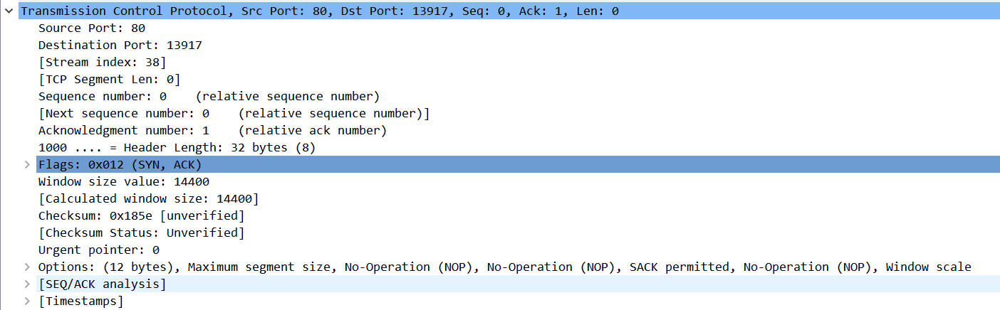 Transmission Control Protocol, Src Port: 80, Dst Port: 13917, Seq: 0, Ack: 1, Len: 0
Source Port: 80
Destination Port: 13917
[Stream index: 38]
[TCP Segment Len: 0]
Sequence number: 0    (relative sequence number)
[Next sequence number: 0    (relative sequence number)]
Acknowledgment number: 1    (relative ack number)
1000 .... = Header Length: 32 bytes (8)
Flags: 0x012 (SYN, ACK)
Window size value: 14400
[Calculated window size: 14400]
Checksum: 0x185e [unverified]
[Checksum Status: Unverified]
Urgent pointer: 0
Options: (12 bytes), Maximum segment size, No-Operation (NOP), No-Operation (NOP), SACK permitted, No-Operation (NOP), Window scale
[SEQ/ACK analysis]
[Timestamps]